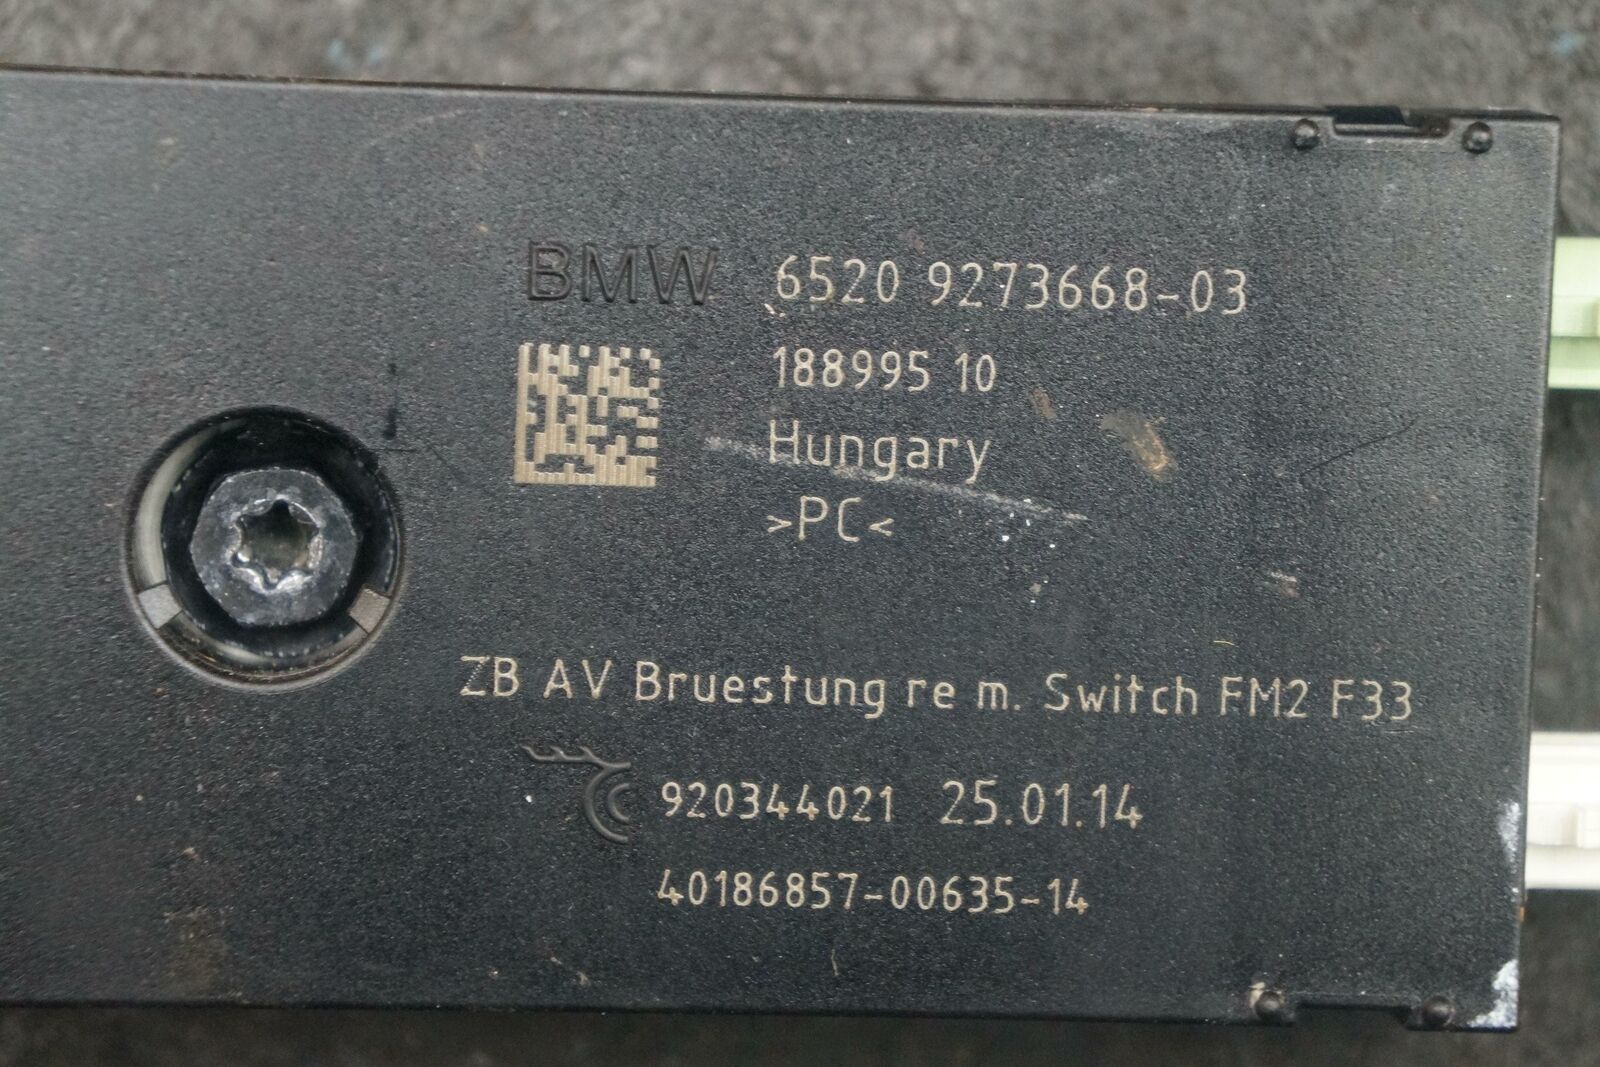 BMW 6520 9273668-03
188995 10
Hungary
>PC<
ZB AV Bruestung re m. Switch FM2 F33
920344021 25.01.14
40186857-00635-14